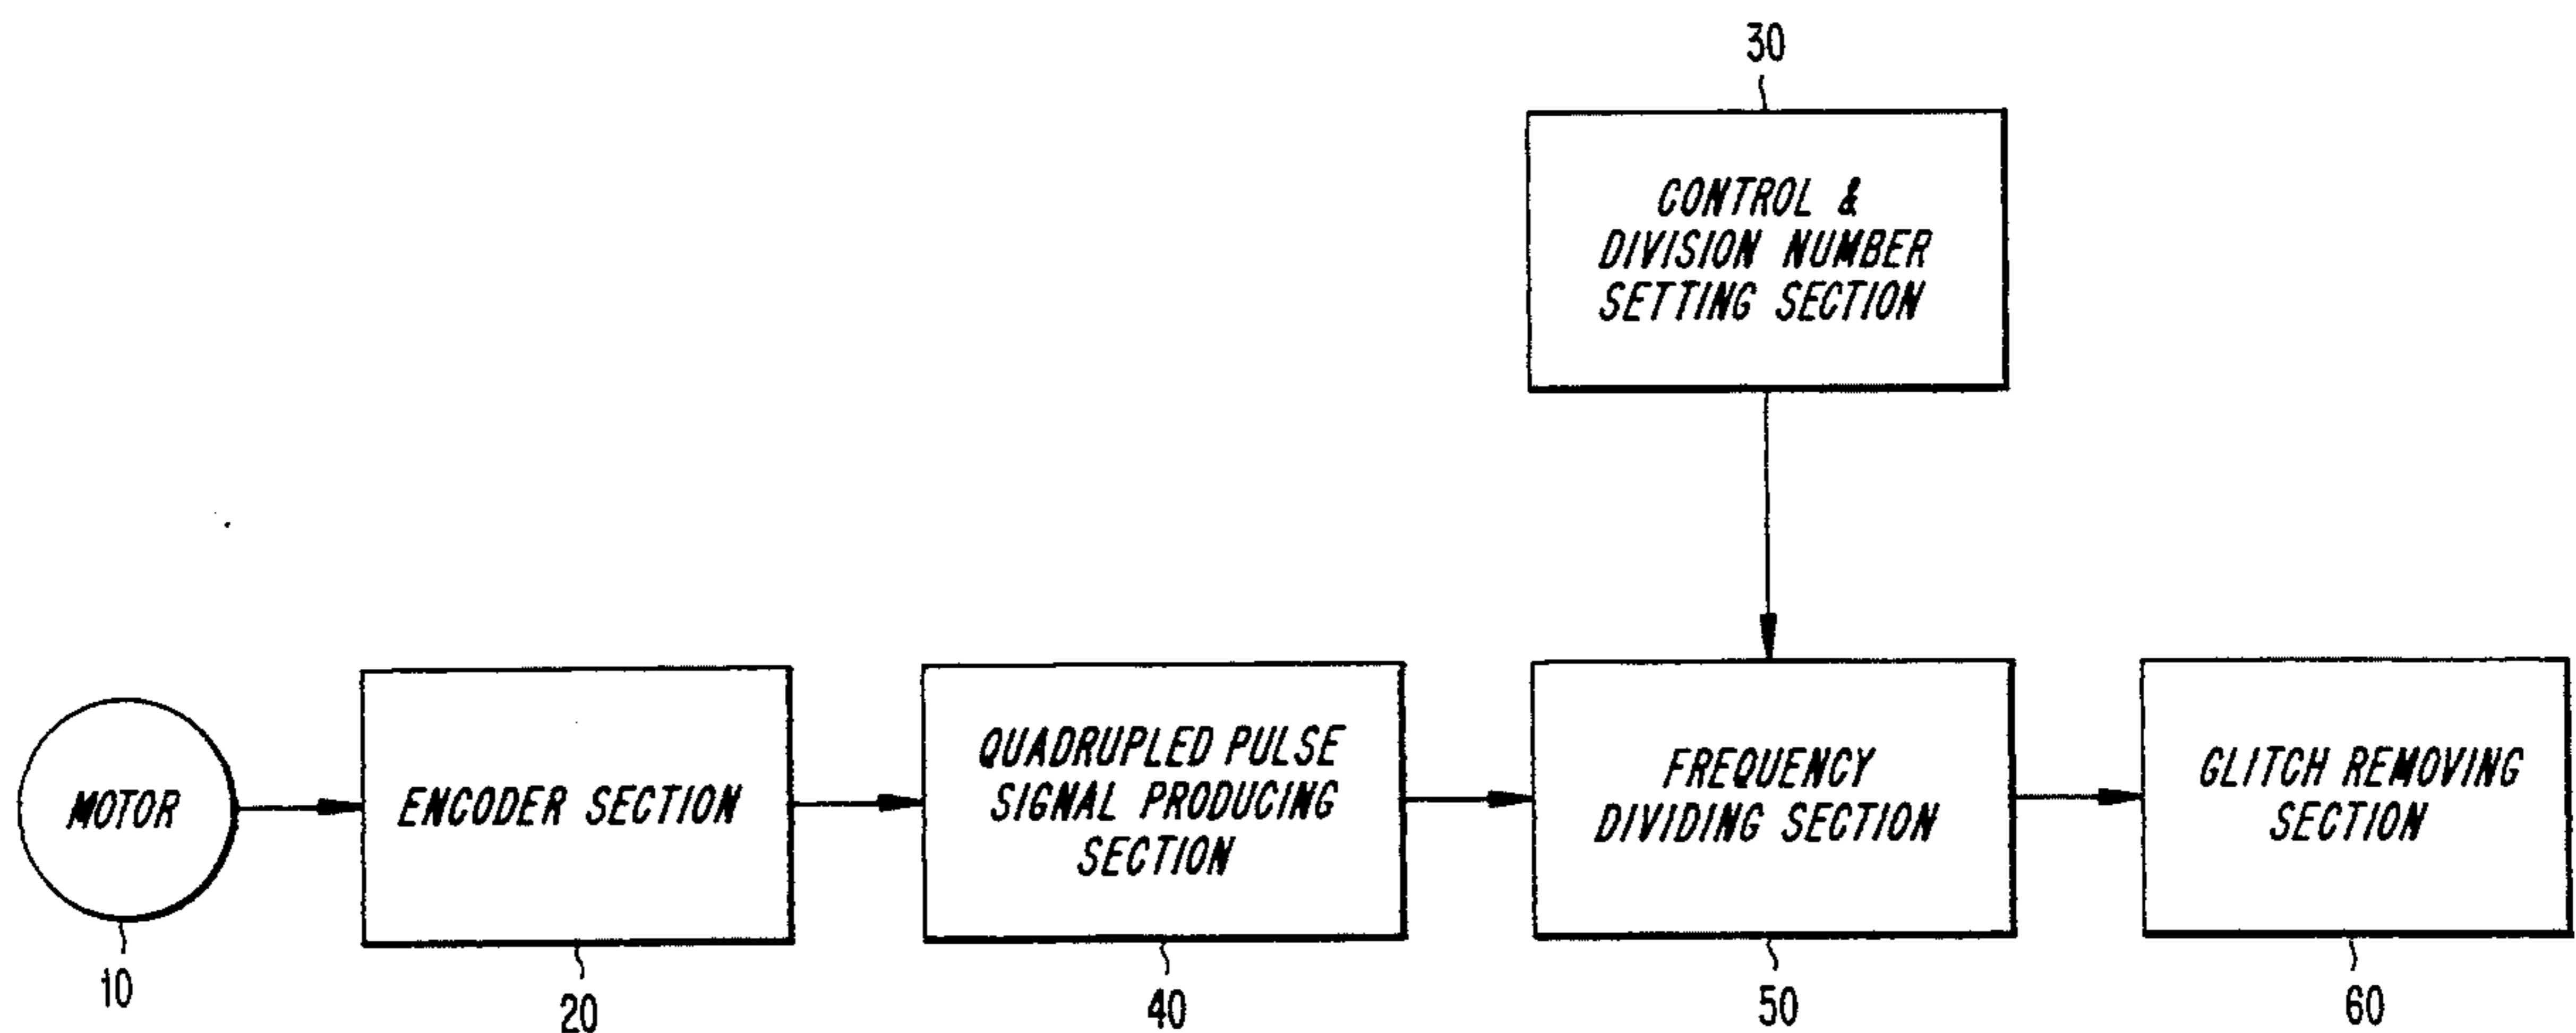 30
CONTROL &
DIVISION NUMBER
SETTING SECTION
MOTOR
10
ENCODER SECTION
20
QUADRUPLED PULSE
SIGNAL PRODUCING
SECTION
40
FREQUENCY
DIVIDING SECTION
50
GLITCH REMOVING
SECTION
60